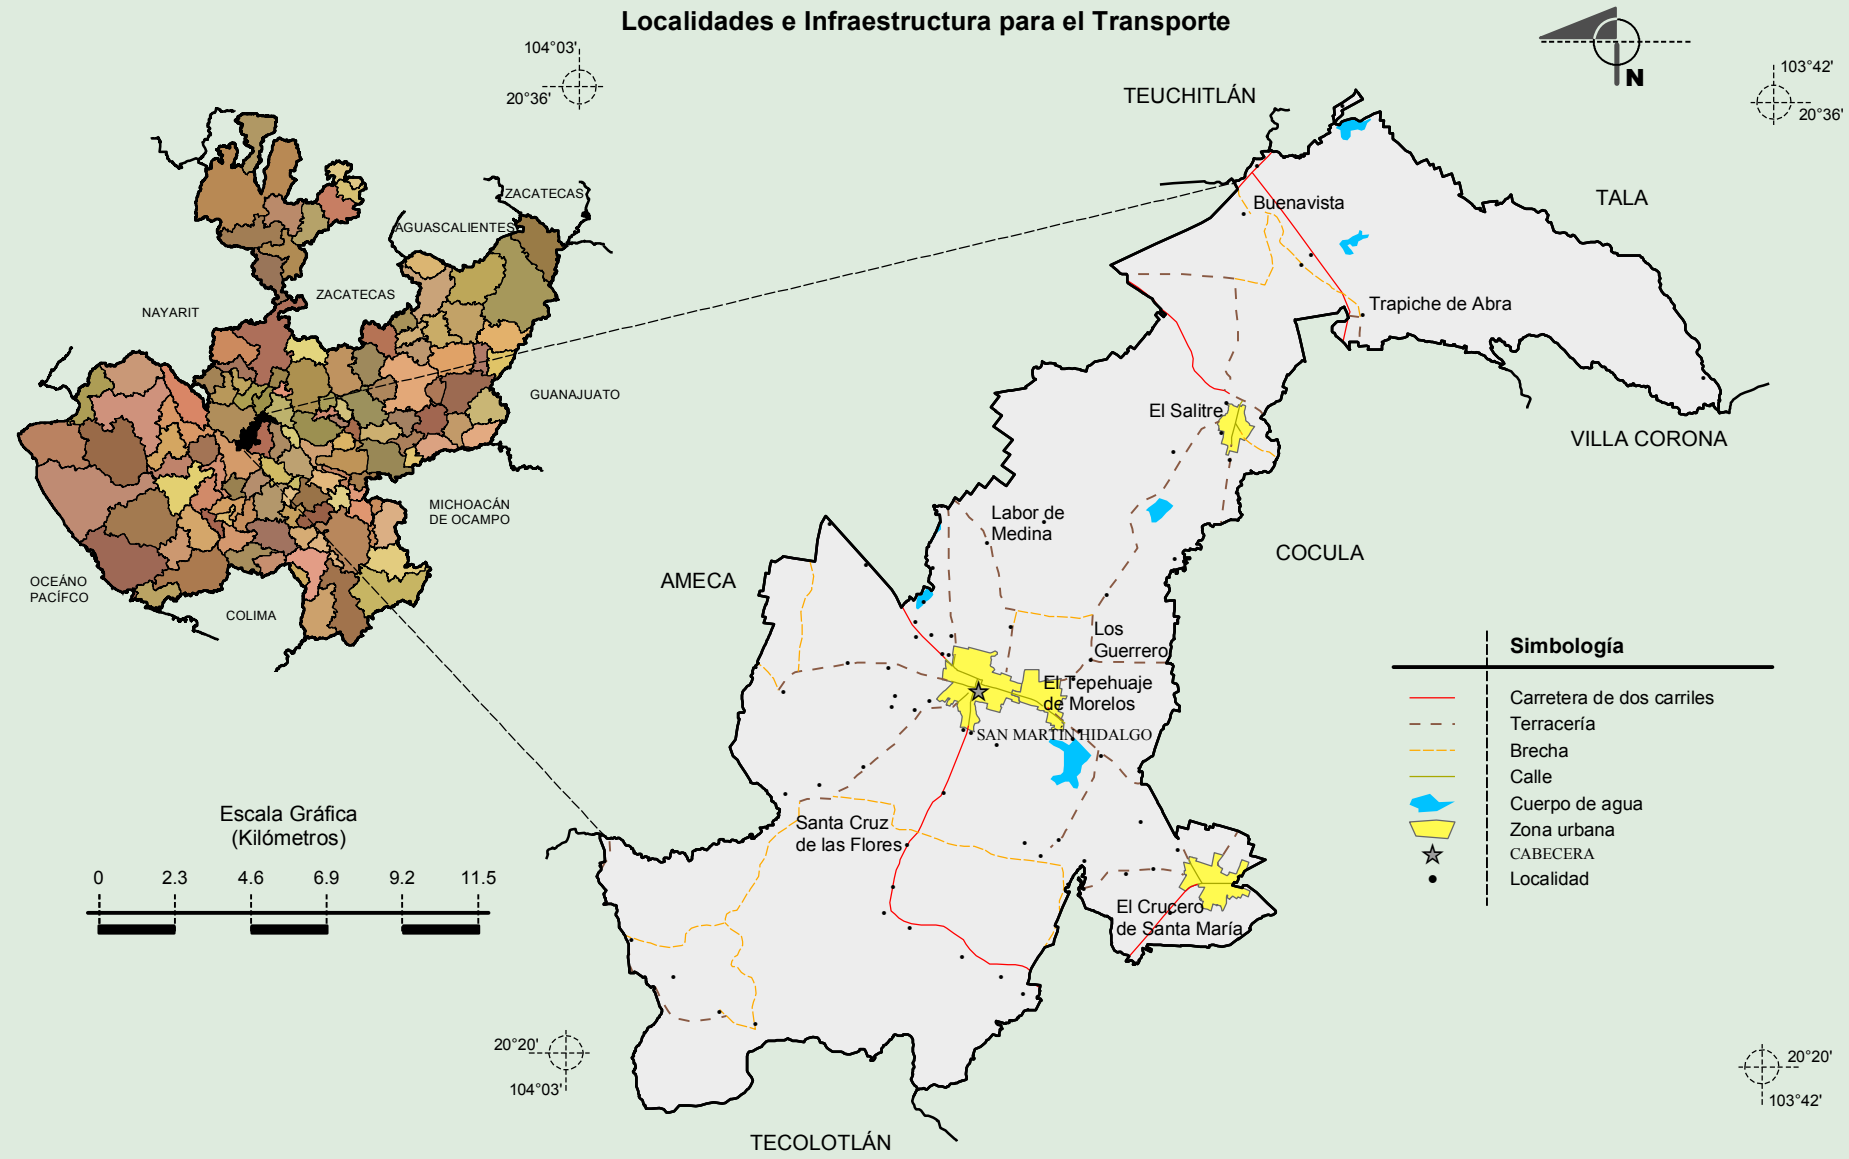 Localidades e Infraestructura para el Transporte
104°03'
20°36'
N
103°42'
20°36'
TEUCHITLÁN
TALA
ZACATECAS
AGUASCALIENTES
ZACATECAS
NAYARIT
GUANAJUATO
MICHOACÁN
DE OCAMPO
OCEÁNO
PACÍFCO
COLIMA
Buenavista
Trapiche de Abra
El Salitre
VILLA CORONA
Labor de
Medina
COCULA
AMECA
Los
Guerrero
El Tepehuaje
de Morelos
SAN MARTIN HIDALGO
Santa Cruz
de las Flores
El Crucero
de Santa María
TECOLOTLÁN
Simbología
Carretera de dos carriles
Terracería
Brecha
Calle
Cuerpo de agua
Zona urbana
CABECERA
Localidad
Escala Gráfica
(Kilómetros)
0 2.3 4.6 6.9 9.2 11.5
20°20'
104°03'
20°20'
103°42'